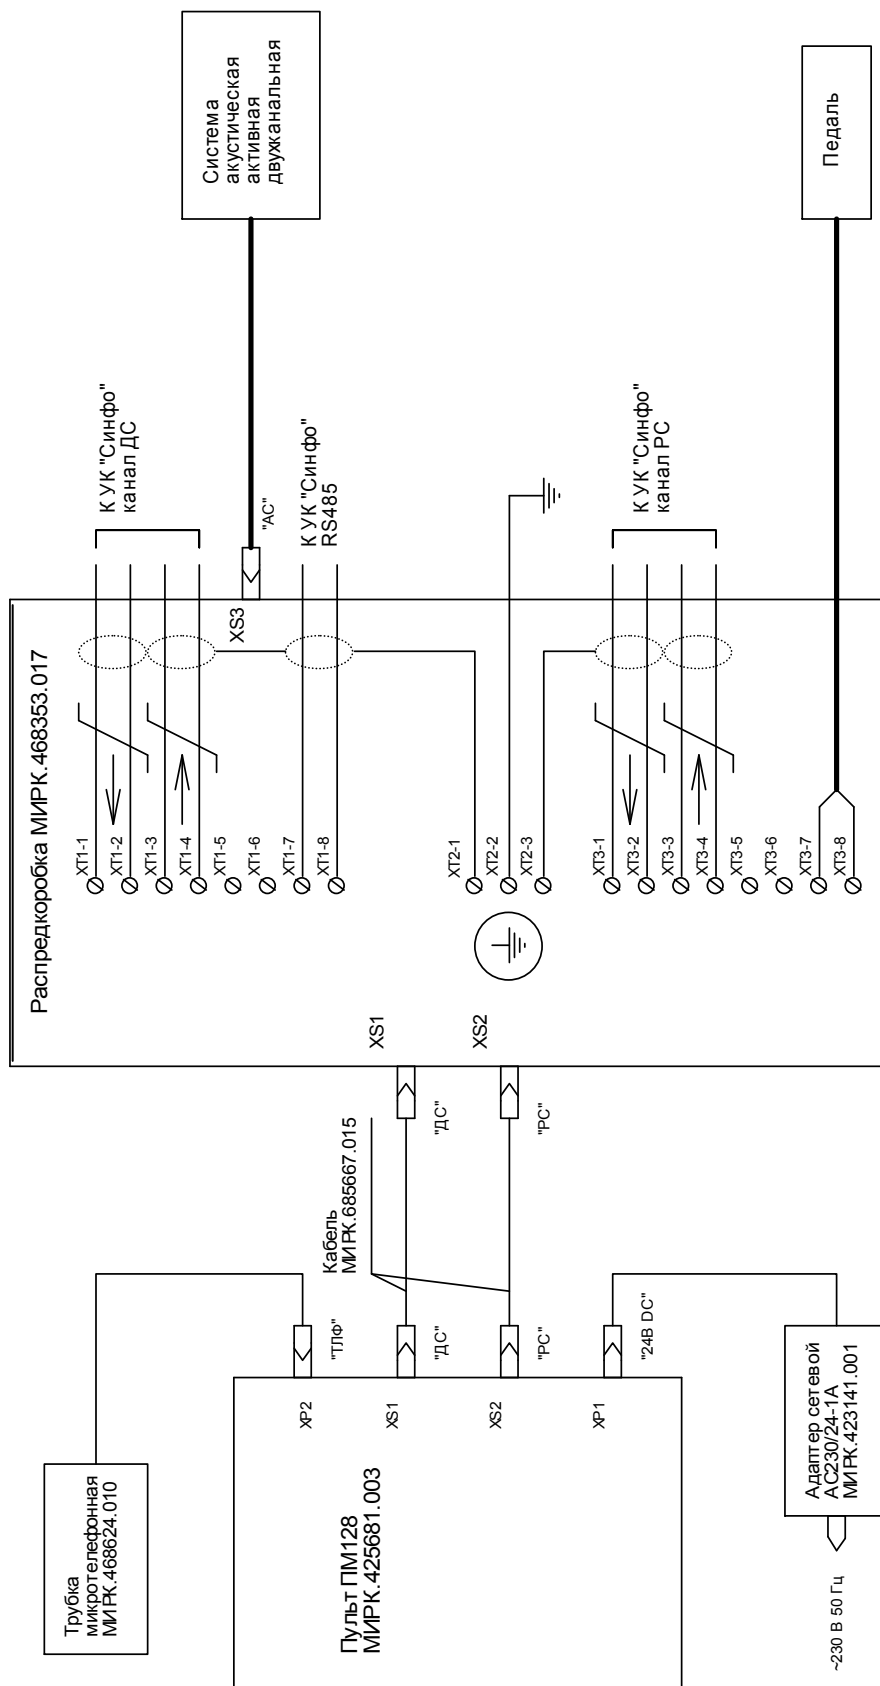 Трубка
микротелефонная
МИРК.468624.010
Пульт ПМ128
МИРК.425681.003
XP2
XS1
XS2
XP1
"ТЛФ"
"ДС"
"РС"
"24В DC"
Адаптер сетевой
АС230/24-1А
МИРК.423141.001
~230 В 50 Гц
Кабель
МИРК.685667.015
"ДС"
"РС"
Распредкоробка МИРК.468353.017
XS1
XS2
XT1-1
XT1-2
XT1-3
XT1-4
XT1-5
XT1-6
XT1-7
XT1-8
XT2-1
XT2-2
XT2-3
XT3-1
XT3-2
XT3-3
XT3-4
XT3-5
XT3-6
XT3-7
XT3-8
XS3
"АС"
К УК "Синфо"
канал ДС
К УК "Синфо"
RS485
К УК "Синфо"
канал РС
Система
акустическая
активная
двухканальная
Педаль